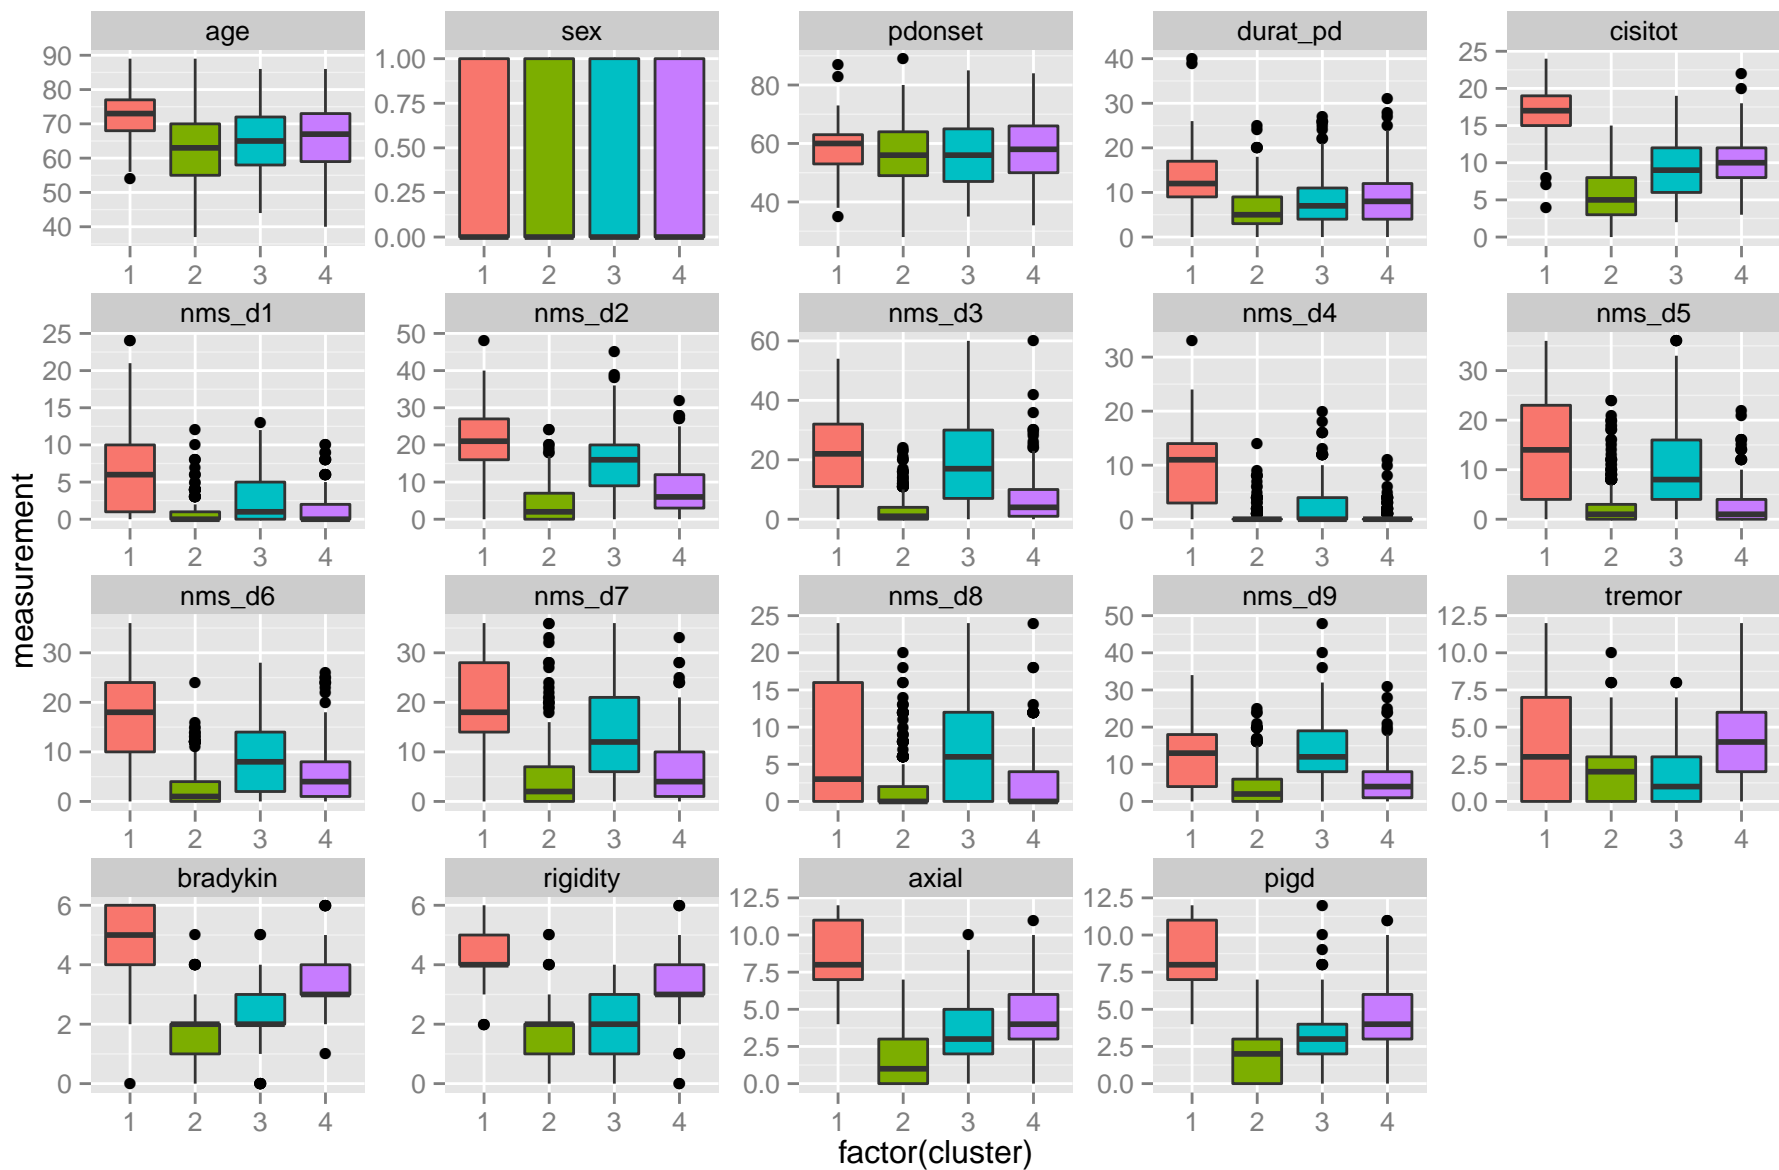 age sex pdonset durat_pd cisitot
90 80 70 60 50 40
1.00 0.75 0.50 0.25 0.00
80 60 40
40 30 20 10 0
25 20 15 10 5 0
1 2 3 4 1 2 3 4 1 2 3 4 1 2 3 4 1 2 3 4
nms_d1 nms_d2 nms_d3 nms_d4 nms_d5
25 20 15 10 5 0
50 40 30 20 10 0
60 40 20 0
30 20 10 0
30 20 10 0
1 2 3 4 1 2 3 4 1 2 3 4 1 2 3 4 1 2 3 4
measurement
nms_d6 nms_d7 nms_d8 nms_d9 tremor
30 20 10 0
30 20 10 0
25 20 15 10 5 0
50 40 30 20 10 0
12.5 10.0 7.5 5.0 2.5 0.0
1 2 3 4 1 2 3 4 1 2 3 4 1 2 3 4 1 2 3 4
bradykin rigidity axial pigd
6 4 2 0
6 4 2 0
12.5 10.0 7.5 5.0 2.5 0.0
12.5 10.0 7.5 5.0 2.5 0.0
1 2 3 4 1 2 3 4 1 2 3 4 1 2 3 4
factor(cluster)